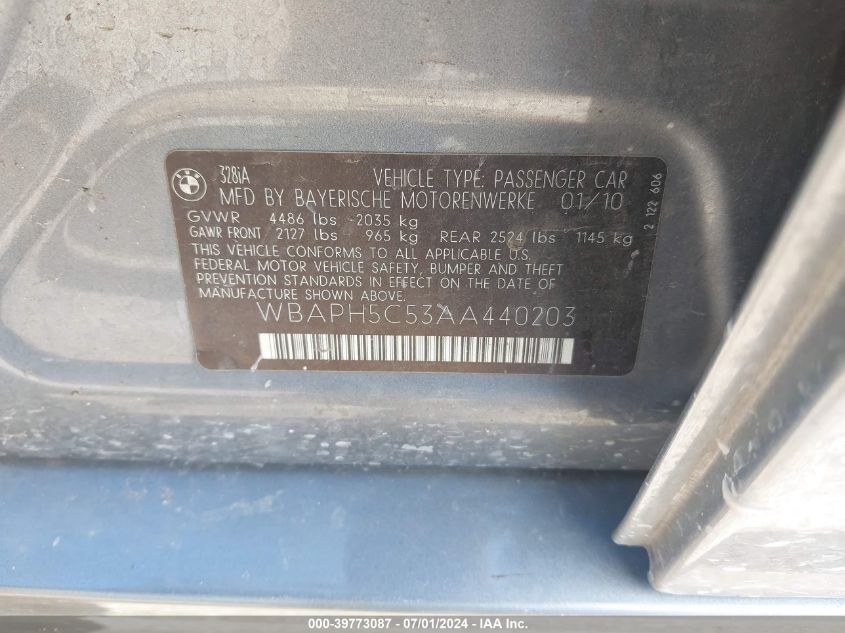 BMW
328iA VEHICLE TYPE: PASSENGER CAR
MFD BY BAYERISCHE MOTORENWERKE 01/10
GVWR 4486 lbs -2035 kg
GAWR FRONT 2127 lbs 965 kg REAR 2524 lbs 1145 kg
THIS VEHICLE CONFORMS TO ALL APPLICABLE U.S.
FEDERAL MOTOR VEHICLE SAFETY, BUMPER AND THEFT
PREVENTION STANDARDS IN EFFECT ON THE DATE OF
MANUFACTURE SHOWN ABOVE.
WBAPH5C53AA440203
2 122 606
000-39773087 - 07/01/2024 - IAA Inc.